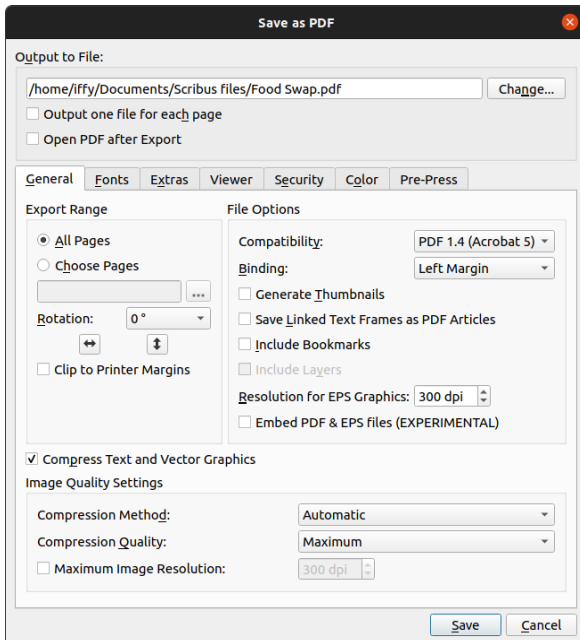 Save as PDF
Output to File:
/home/iffy/Documents/Scribus files/Food Swap.pdf
Change...
Output one file for each page
Open PDF after Export
General Fonts Extras Viewer Security Color Pre-Press
Export Range
All Pages
Choose Pages
...
Rotation: 0 °
Clip to Printer Margins
File Options
Compatibility: PDF 1.4 (Acrobat 5)
Binding: Left Margin
Generate Thumbnails
Save Linked Text Frames as PDF Articles
Include Bookmarks
Include Layers
Resolution for EPS Graphics: 300 dpi
Embed PDF & EPS files (EXPERIMENTAL)
Compress Text and Vector Graphics
Image Quality Settings
Compression Method: Automatic
Compression Quality: Maximum
Maximum Image Resolution: 300 dpi
Save Cancel